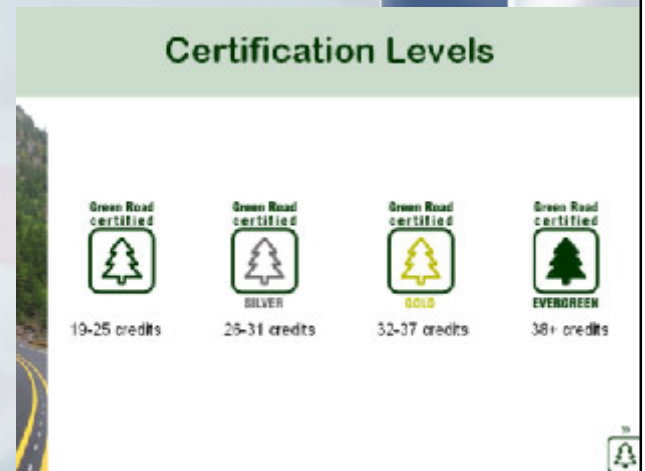 Certification Levels
Green Road
certified
19-25 credits
Green Road
certified
SILVER
26-31 credits
Green Road
certified
GOLD
32-37 credits
Green Road
certified
EVERGREEN
38+ credits